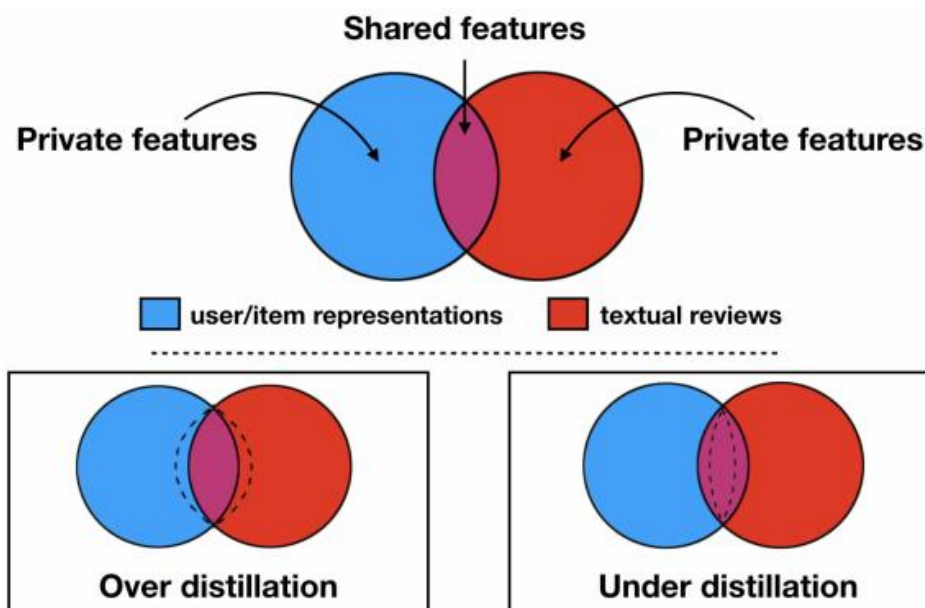 Shared features
Private features
Private features
user/item representations
textual reviews
Over distillation
Under distillation